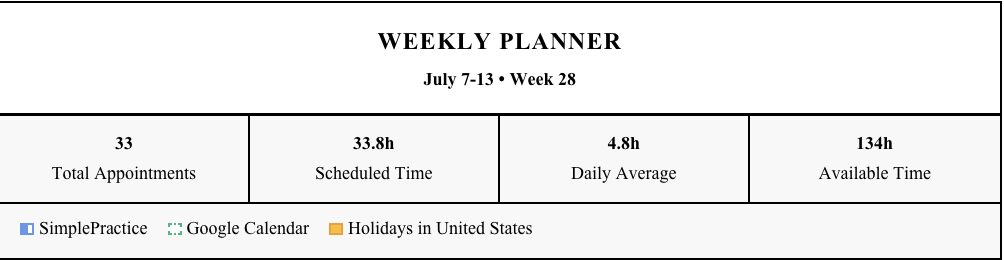 WEEKLY PLANNER
July 7-13 • Week 28
33
Total Appointments
33.8h
Scheduled Time
4.8h
Daily Average
134h
Available Time
SimplePractice
Google Calendar
Holidays in United States